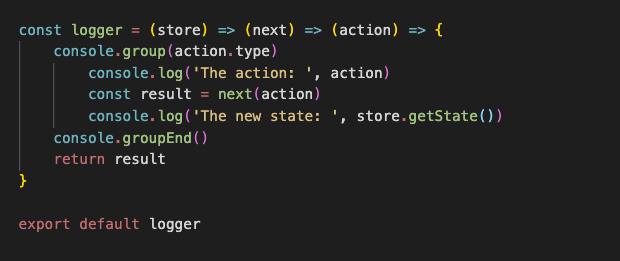 const logger = (store) => (next) => (action) => {
    console.group(action.type)
        console.log('The action: ', action)
        const result = next(action)
        console.log('The new state: ', store.getState())
    console.groupEnd()
    return result
}

export default logger